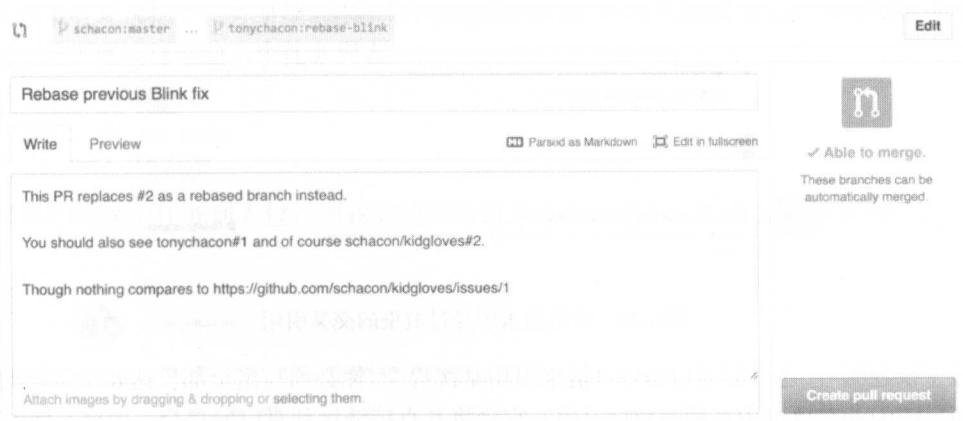 schacon:master ... tonychacon:rebase-blink
Edit
Rebase previous Blink fix
Write Preview Parsed as Markdown Edit in fullscreen
This PR replaces #2 as a rebased branch instead.
You should also see tonychacon#1 and of course schacon/kidgloves#2.
Though nothing compares to https://github.com/schacon/kidgloves/issues/1
Attach images by dragging & dropping or selecting them.
✓ Able to merge.
These branches can be
automatically merged.
Create pull request